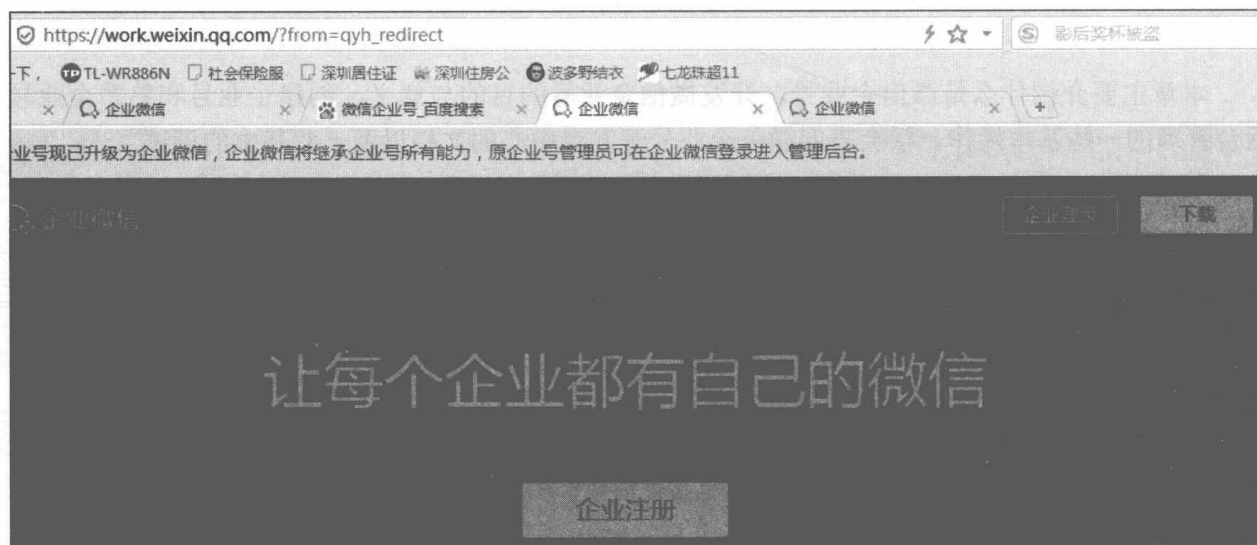 https://work.weixin.qq.com/?from=qyh_redirect 影后奖杯被盗
一下， TL-WR886N 社会保险服 深圳居住证 深圳住房公 波多野结衣 七龙珠超11
企业微信 微信企业号_百度搜索 企业微信 企业微信
业号现已升级为企业微信，企业微信将继承企业号所有能力，原企业号管理员可在企业微信登录进入管理后台。
企业微信 企业登录 下载
让每个企业都有自己的微信
企业注册